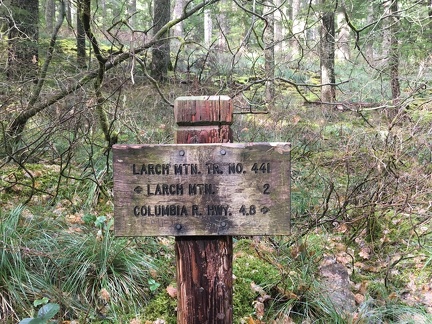 LARCH MTN. TR. NO. 441
← LARCH MTN. 2
COLUMBIA R. HWY. 4.8 →